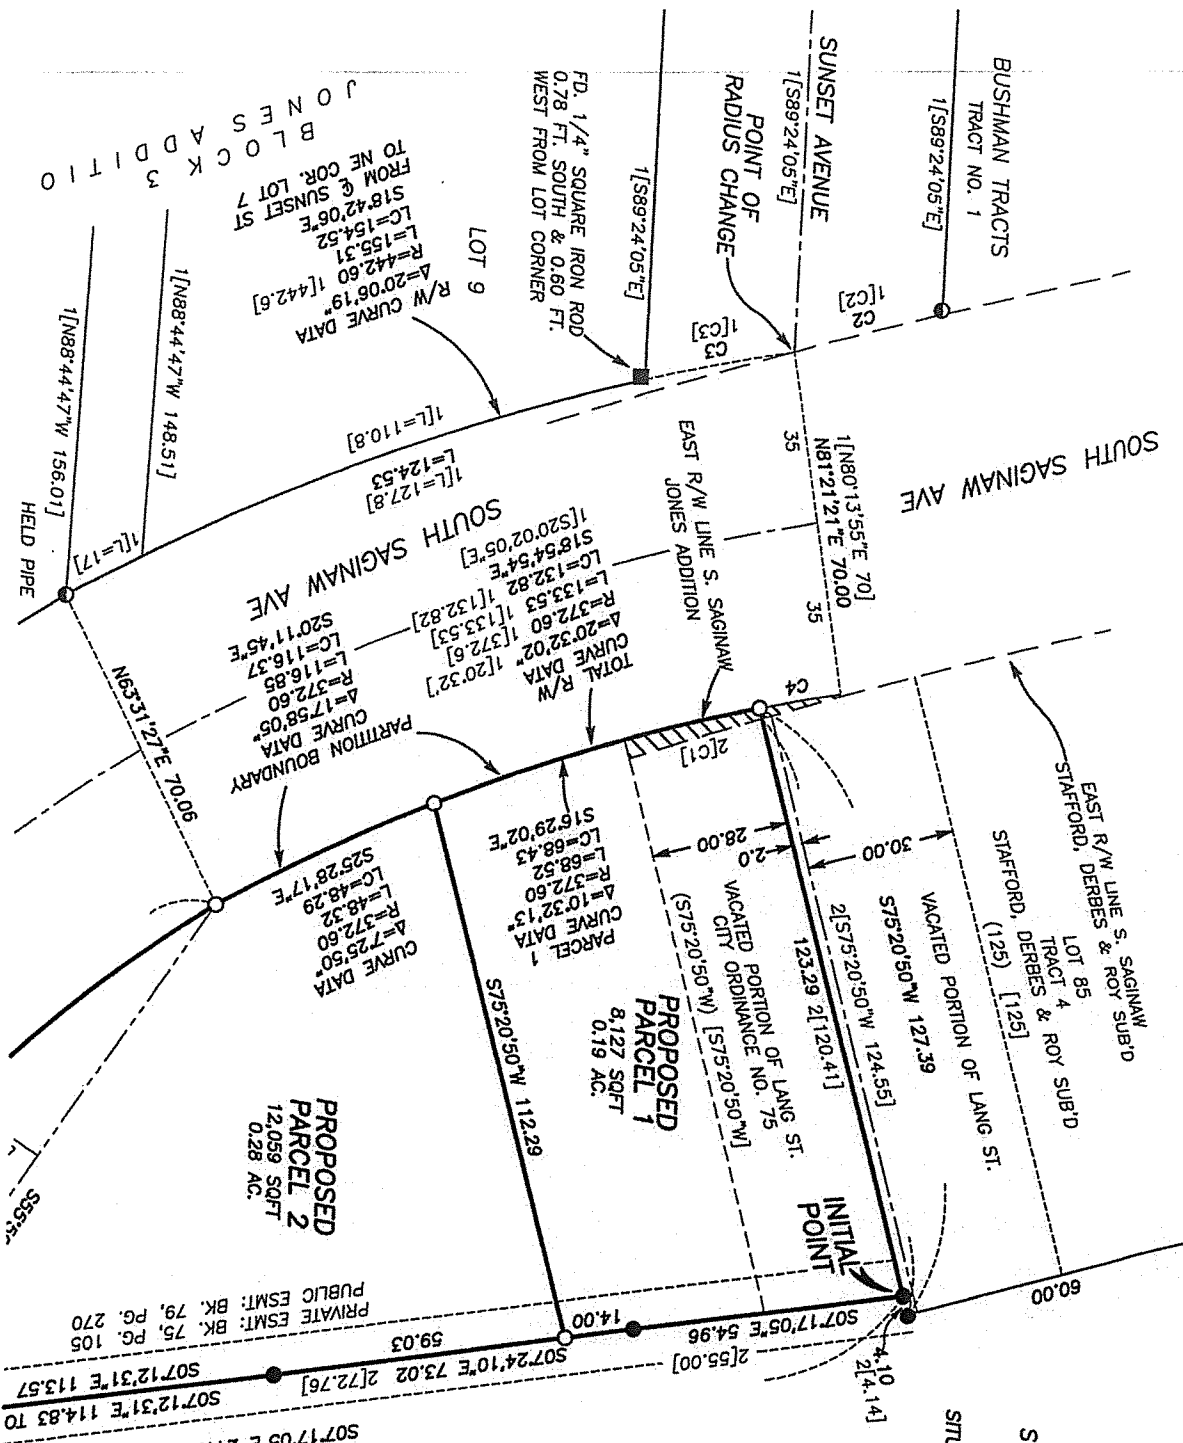 BUSHMAN TRACTS
TRACT NO. 1
1[S89°24'05"E]
SUNSET AVENUE
1[S89°24'05"E]
POINT OF
RADIUS CHANGE
1[S89°24'05"E]
FD. 1/4" SQUARE IRON ROD
0.78 FT. SOUTH & 0.60 FT.
WEST FROM LOT CORNER
LOT 9
BLOCK 3
JONES ADDITIO
R/W CURVE DATA
Δ=20°06'19"
R=442.60 1[442.6]
L=155.31
LC=154.52
S18°42'06"E
FROM ℄ SUNSET ST
TO NE COR. LOT 7
1[N88°44'47"W 148.51]
1[N88°44'47"W 156.01]
HELD PIPE
1[L=17]
C2
1[C2]
C3
1[C3]
1[L=110.8]
L=124.53
1[L=127.8]
SOUTH SAGINAW AVE
SOUTH SAGINAW AVE
1[N80°13'55"E 70]
N81°21'21"E 70.00
35
35
EAST R/W LINE S. SAGINAW
JONES ADDITION
TOTAL R/W
CURVE DATA
Δ=20°32'02" 1[20°32']
R=372.60 1[372.6]
L=133.53 1[133.53]
LC=132.82 1[132.82]
S18°54'54"E
1[S20°02'05"E]
PARTITION BOUNDARY
CURVE DATA
Δ=17°58'05"
R=372.60
L=116.85
LC=116.37
S20°11'45"E
N63°31'27"E 70.06
C4
2[C1]
EAST R/W LINE S. SAGINAW
STAFFORD, DERBES & ROY SUB'D
LOT 85
TRACT 4
STAFFORD, DERBES & ROY SUB'D
(125) [125]
VACATED PORTION OF LANG ST.
S75°20'50"W 127.39
30.00
2[S75°20'50"W 124.55]
123.29 2[120.41]
2.0
28.00
VACATED PORTION OF LANG ST.
CITY ORDINANCE NO. 75
(S75°20'50"W) [S75°20'50"W]
PARCEL 1
CURVE DATA
Δ=10°32'13"
R=372.60
L=68.52
LC=68.43
S16°29'02"E
PROPOSED
PARCEL 1
8,127 SQFT
0.19 AC.
S75°20'50"W 112.29
CURVE DATA
Δ=7°25'50"
R=372.60
L=48.32
LC=48.29
S25°28'17"E
PROPOSED
PARCEL 2
12,059 SQFT
0.28 AC.
INITIAL
POINT
60.00
4.10
2[4.14]
S07°17'05"E 54.96
2[55.00]
14.00
59.03
S07°24'10"E 73.02 2[72.76]
PRIVATE ESMT: BK. 75, PG. 105
PUBLIC ESMT: BK. 79, PG. 270
S07°12'31"E 113.57
S07°12'31"E 114.83 TO
S07°17'05"E
S55°5
SITU
S